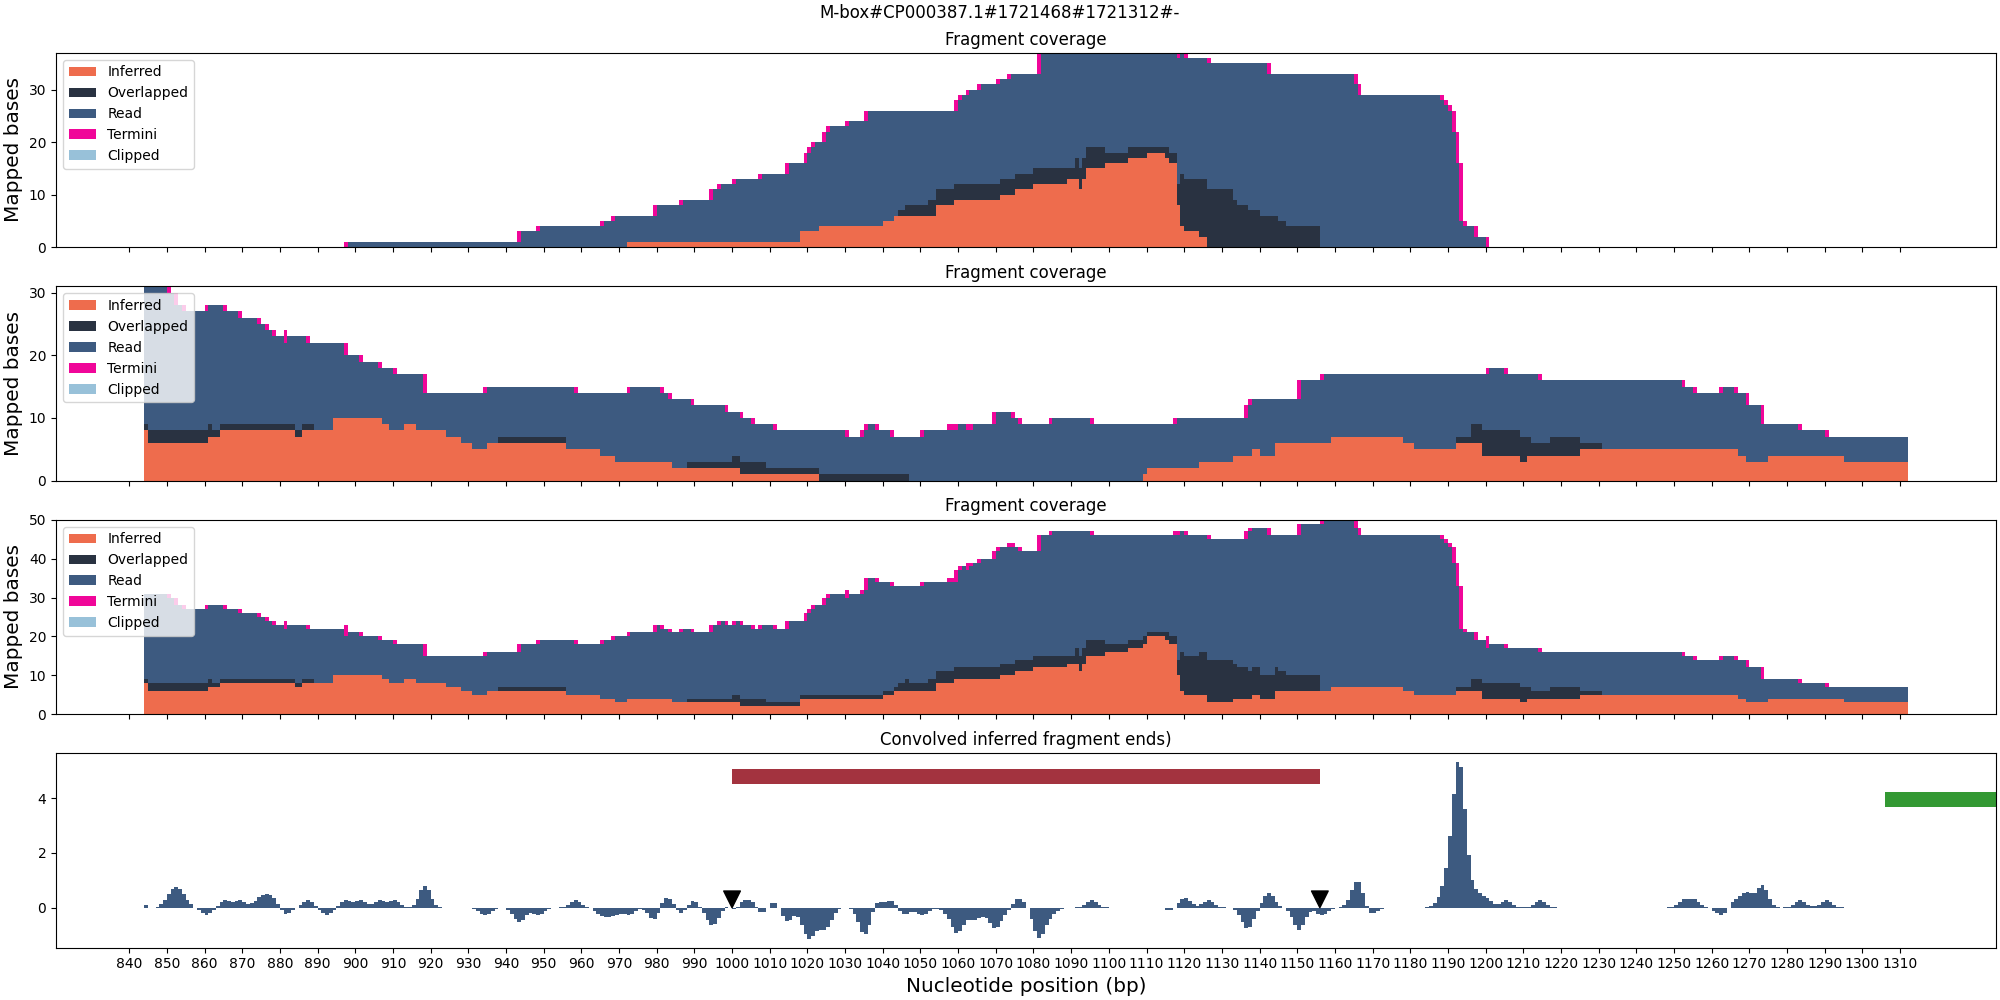 M-box#CP000387.1#1721468#1721312#-
Fragment coverage
Mapped bases
30
20
10
0
Inferred
Overlapped
Read
Termini
Clipped
Fragment coverage
Mapped bases
30
20
10
0
Inferred
Overlapped
Read
Termini
Clipped
Fragment coverage
Mapped bases
50
40
30
20
10
0
Inferred
Overlapped
Read
Termini
Clipped
Convolved inferred fragment ends)
4
2
0
840 850 860 870 880 890 900 910 920 930 940 950 960 970 980 990 1000 1010 1020 1030 1040 1050 1060 1070 1080 1090 1100 1110 1120 1130 1140 1150 1160 1170 1180 1190 1200 1210 1220 1230 1240 1250 1260 1270 1280 1290 1300 1310
Nucleotide position (bp)